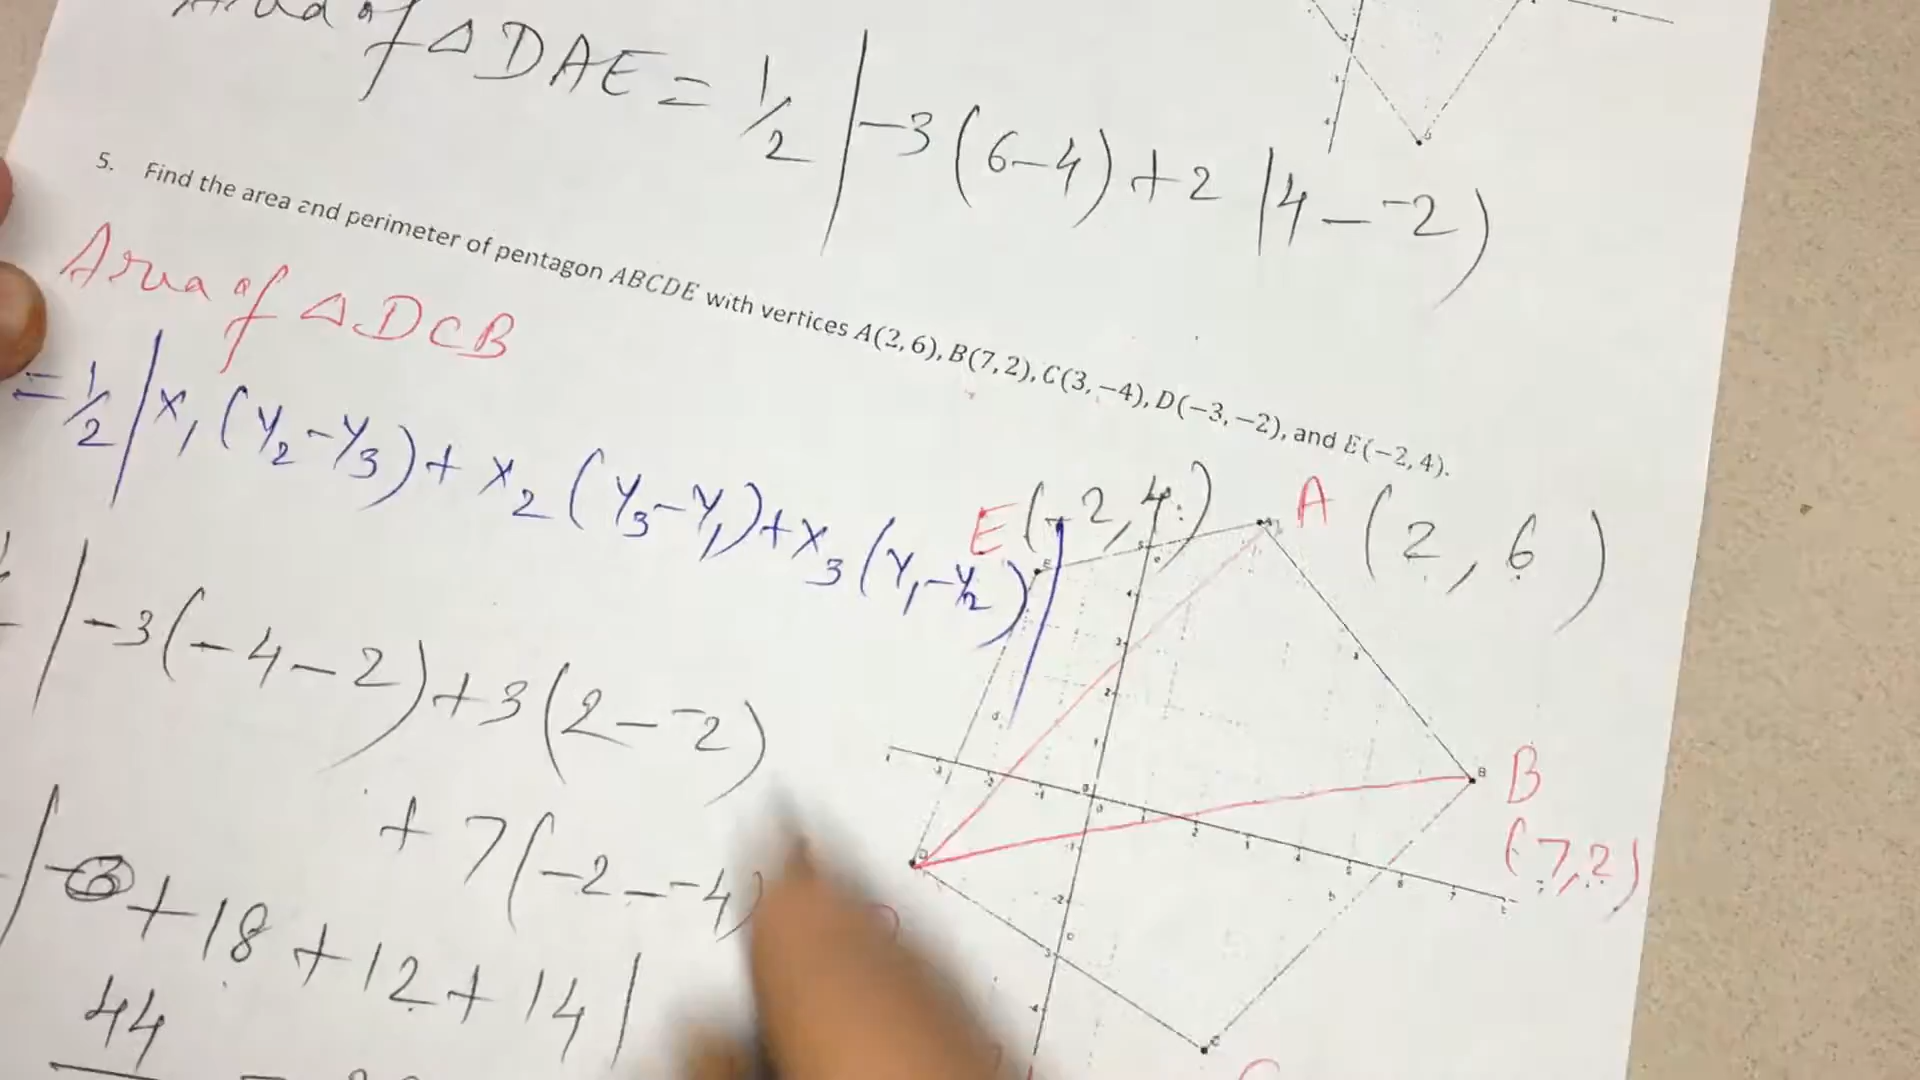 Area of △DAE = 1/2 |-3(6-4)+2(4--2)
5. Find the area and perimeter of pentagon ABCDE with vertices A(2,6), B(7,2), C(3,−4), D(−3,−2), and E(−2,4).
Area of △DCB
= 1/2 |x₁(y₂-y₃)+x₂(y₃-y₁)+x₃(y₁-y₂)|
|-3(-4-2)+3(2--2)
+7(-2--4)
+18+12+14|
44
E(-2,4)
A (2,6)
B
(7,2)